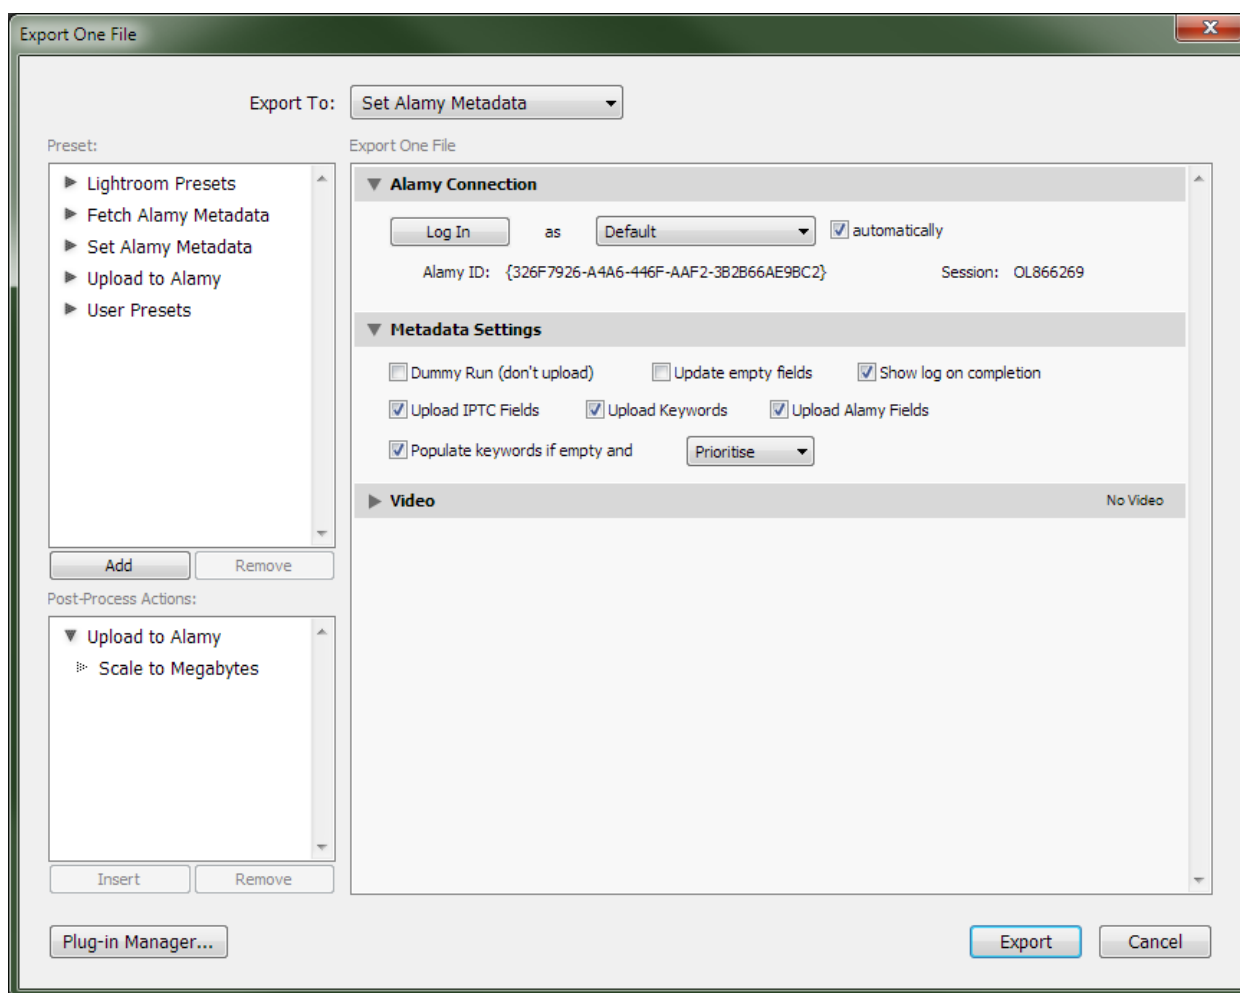 Export One File
Export To: Set Alamy Metadata
Preset:
Lightroom Presets
Fetch Alamy Metadata
Set Alamy Metadata
Upload to Alamy
User Presets
Add Remove
Post-Process Actions:
Upload to Alamy
Scale to Megabytes
Insert Remove
Export One File
Alamy Connection
Log In as Default automatically
Alamy ID: {326F7926-A4A6-446F-AAF2-3B2B66AE9BC2} Session: OL866269
Metadata Settings
Dummy Run (don't upload) Update empty fields Show log on completion
Upload IPTC Fields Upload Keywords Upload Alamy Fields
Populate keywords if empty and Prioritise
Video No Video
Plug-in Manager... Export Cancel